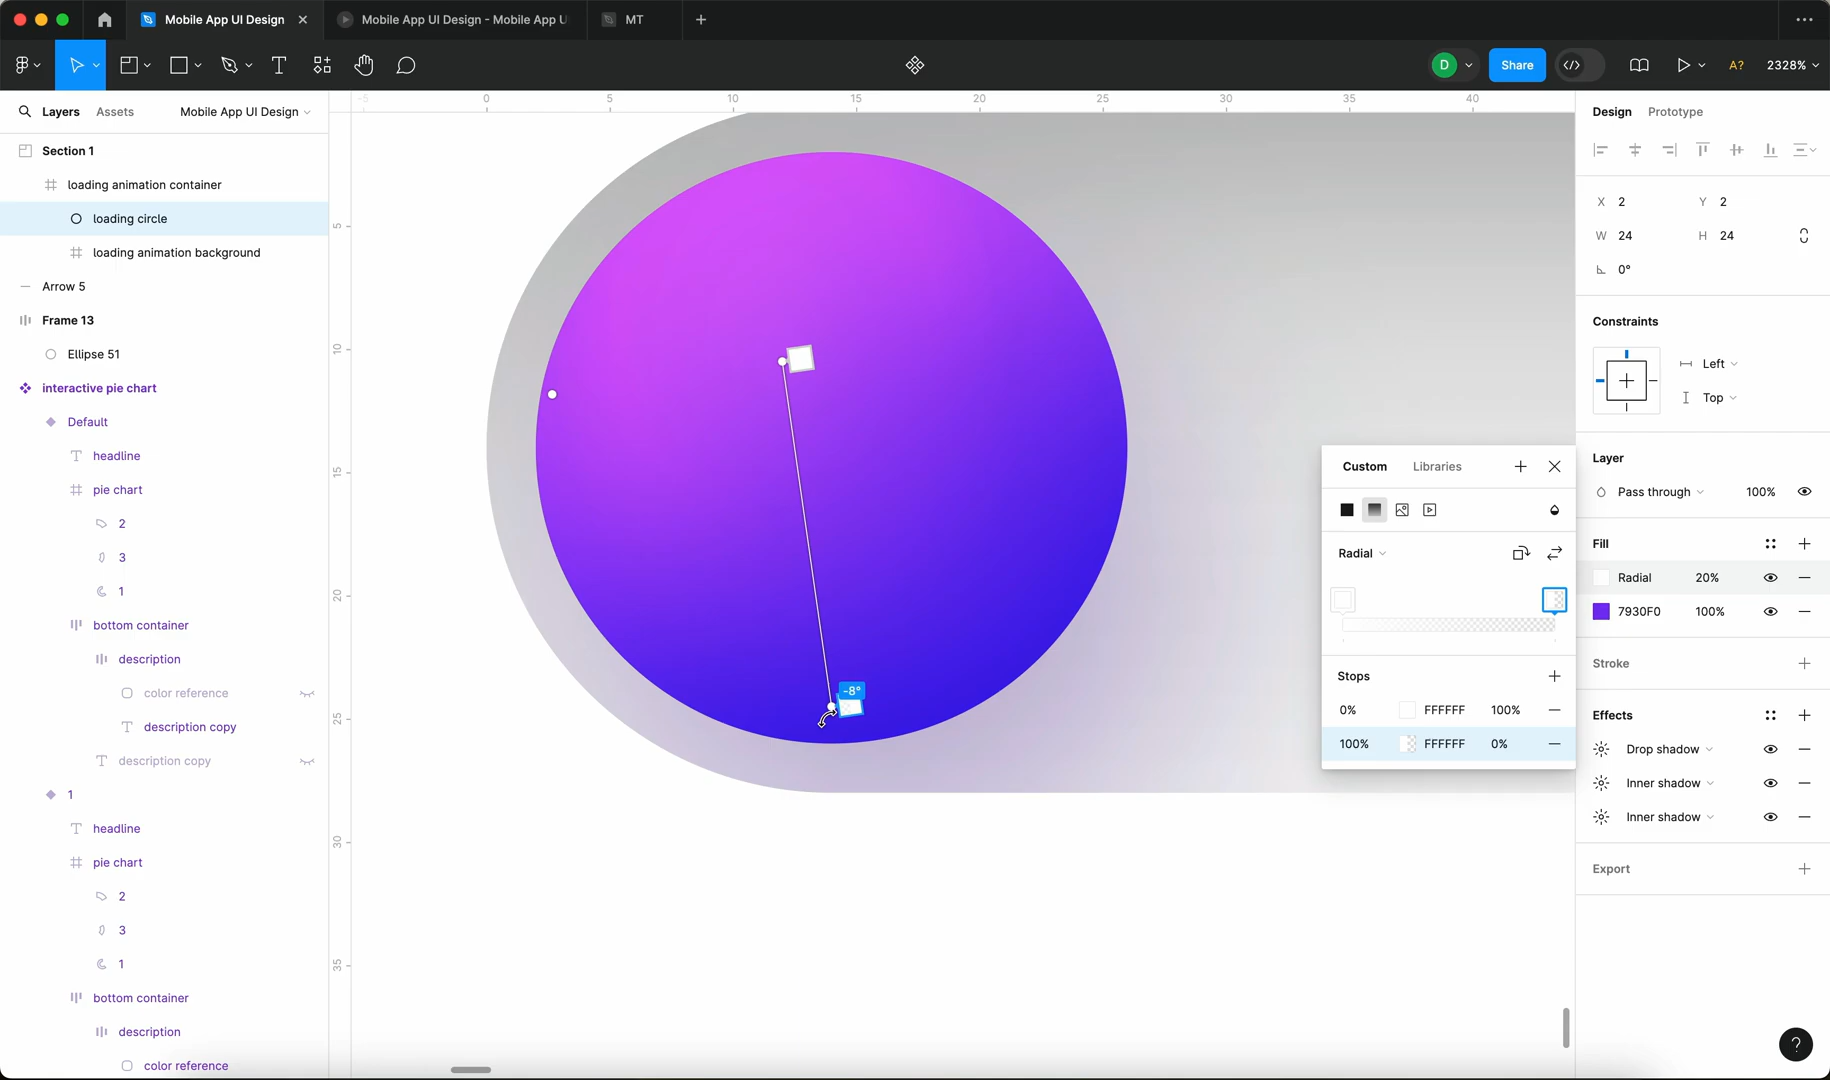 Mobile App UI Design
Mobile App UI Design - Mobile App U
MT
D
Share
A?
2328%
Layers
Assets
Mobile App UI Design
Section 1
loading animation container
loading circle
loading animation background
Arrow 5
Frame 13
Ellipse 51
interactive pie chart
Default
headline
pie chart
2
3
1
bottom container
description
color reference
description copy
description copy
1
headline
pie chart
2
3
1
bottom container
description
color reference
-5
0
5
10
15
20
25
30
35
40
5
10
15
20
25
30
35
-8°
Custom
Libraries
Radial
Stops
0%
FFFFFF
100%
100%
FFFFFF
0%
Design
Prototype
X
2
Y
2
W
24
H
24
0°
Constraints
Left
Top
Layer
Pass through
100%
Fill
Radial
20%
7930F0
100%
Stroke
Effects
Drop shadow
Inner shadow
Inner shadow
Export
?